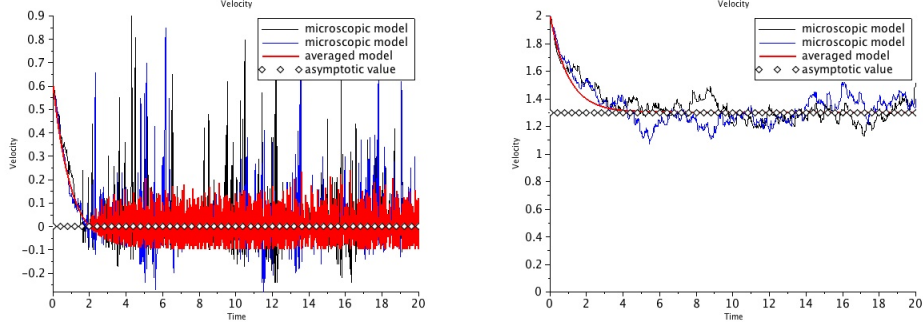 Velocity
microscopic model
microscopic model
averaged model
asymptotic value
Velocity
0.9
0.8
0.7
0.6
0.5
0.4
0.3
0.2
0.1
0
-0.1
-0.2
0 2 4 6 8 10 12 14 16 18 20
Time
Velocity
microscopic model
microscopic model
averaged model
asymptotic value
Velocity
2
1.8
1.6
1.4
1.2
1
0.8
0.6
0.4
0.2
0
0 2 4 6 8 10 12 14 16 18 20
Time